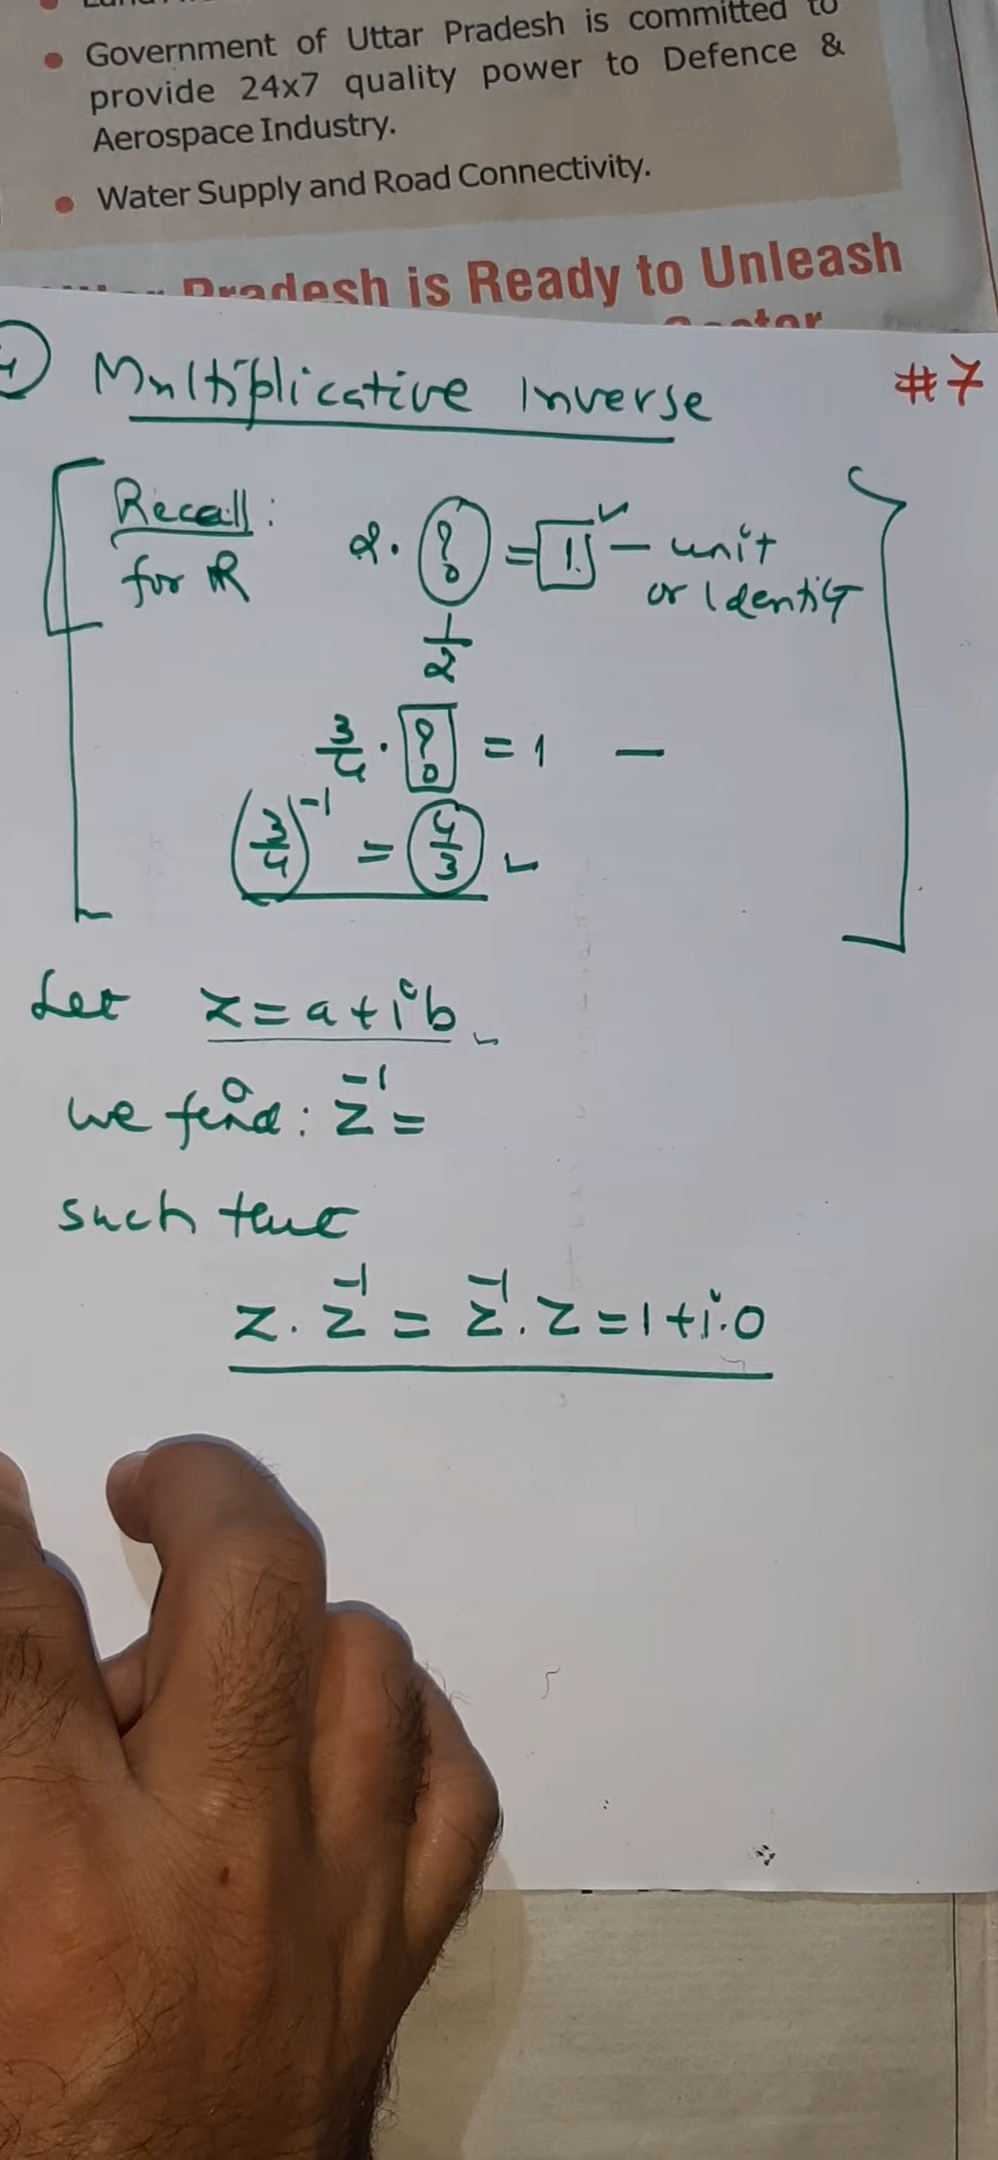 Government of Uttar Pradesh is committed to
provide 24x7 quality power to Defence &
Aerospace Industry.
Water Supply and Road Connectivity.
Pradesh is Ready to Unleash
Multiplicative Inverse
#7
Recall:
for ℝ
2 . ? = 1 - unit
or Identity
1/2
3/4 . ? = 1 -
(3/4)⁻¹ = 4/3 ✓
Let z = a + ib
we find: z⁻¹ =
such that
z . z⁻¹ = z⁻¹ . z = 1 + i.0